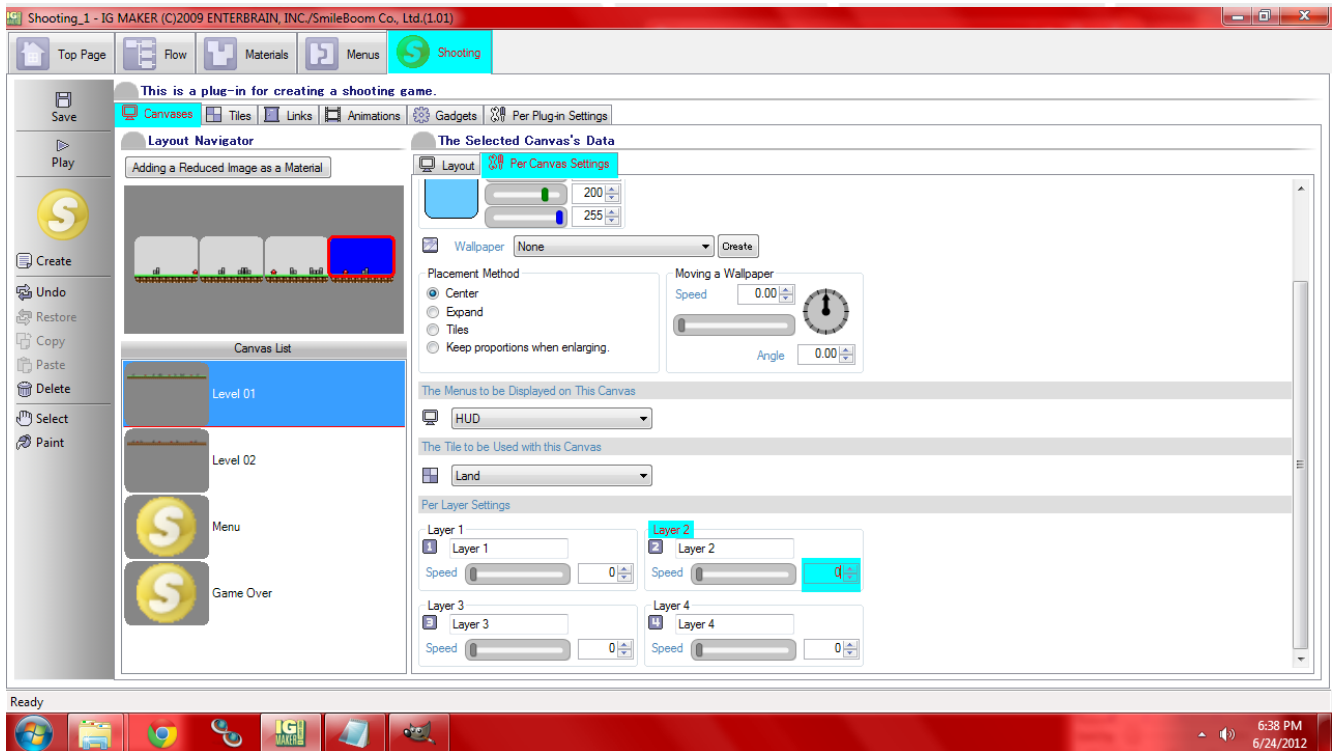 Shooting_1 - IG MAKER (C)2009 ENTERBRAIN, INC./SmileBoom Co., Ltd.(1.01)
Top Page Flow Materials Menus Shooting
This is a plug-in for creating a shooting game.
Save
Canvases Tiles Links Animations Gadgets Per Plug-in Settings
Play
Create
Undo
Restore
Copy
Paste
Delete
Select
Paint
Layout Navigator
Adding a Reduced Image as a Material
Canvas List
Level 01
Level 02
Menu
Game Over
The Selected Canvas's Data
Layout Per Canvas Settings
200
255
Wallpaper None Create
Placement Method
Center
Expand
Tiles
Keep proportions when enlarging.
Moving a Wallpaper
Speed 0.00
Angle 0.00
The Menus to be Displayed on This Canvas
HUD
The Tile to be Used with this Canvas
Land
Per Layer Settings
Layer 1
1 Layer 1
Speed 0
Layer 2
2 Layer 2
Speed 0
Layer 3
3 Layer 3
Speed 0
Layer 4
4 Layer 4
Speed 0
Ready
IG MAKER
6:38 PM
6/24/2012